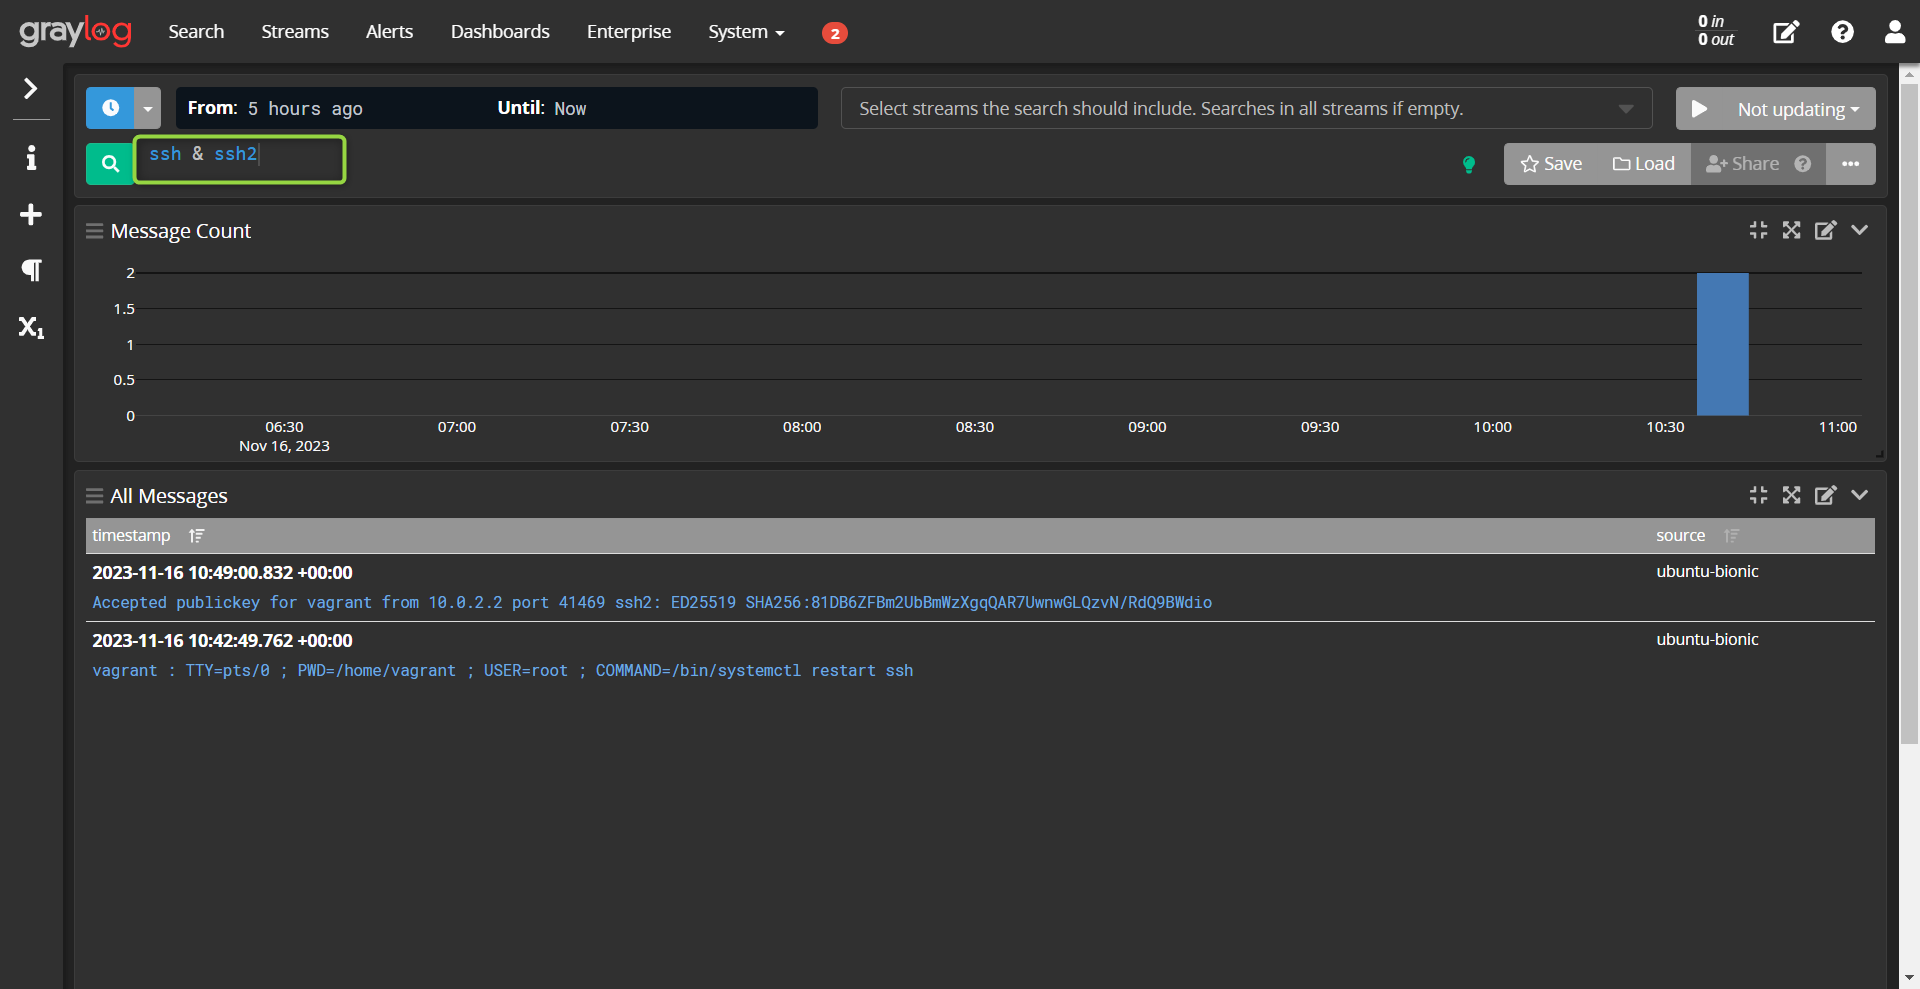 graylog Search Streams Alerts Dashboards Enterprise System 2 0 in
0 out
From: 5 hours ago Until: Now Select streams the search should include. Searches in all streams if empty. Not updating
ssh & ssh2 Save Load Share
Message Count
2
1.5
1
0.5
0
06:30 07:00 07:30 08:00 08:30 09:00 09:30 10:00 10:30 11:00
Nov 16, 2023
All Messages
timestamp source
2023-11-16 10:49:00.832 +00:00 ubuntu-bionic
Accepted publickey for vagrant from 10.0.2.2 port 41469 ssh2: ED25519 SHA256:81DB6ZFBm2UbBmWzXgqQAR7UwnwGLQzvN/RdQ9BWdio
2023-11-16 10:42:49.762 +00:00 ubuntu-bionic
vagrant : TTY=pts/0 ; PWD=/home/vagrant ; USER=root ; COMMAND=/bin/systemctl restart ssh